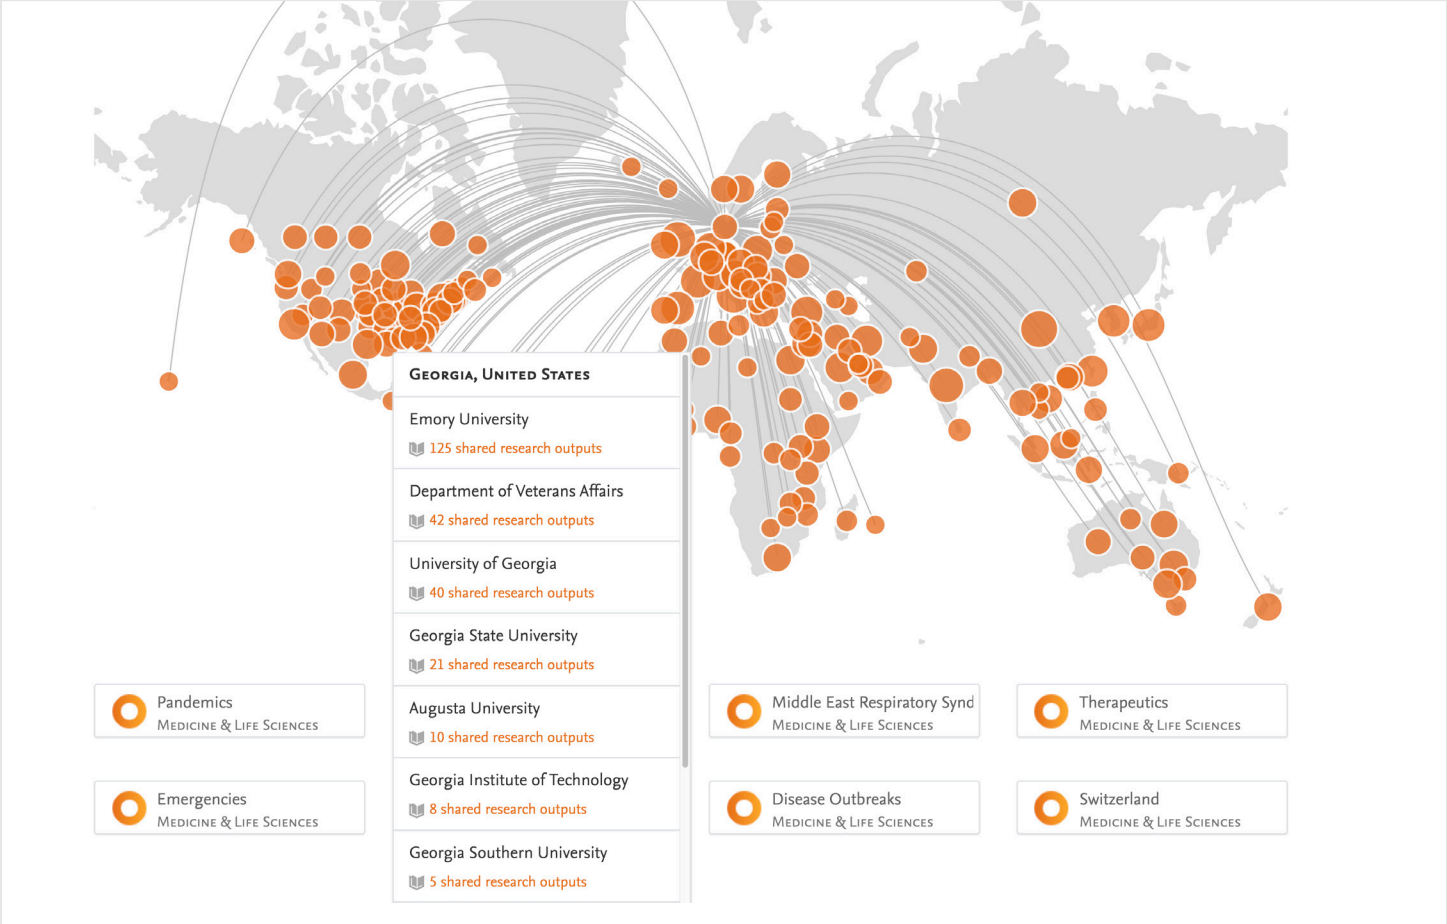 GEORGIA, UNITED STATES
Emory University
125 shared research outputs
Department of Veterans Affairs
42 shared research outputs
University of Georgia
40 shared research outputs
Georgia State University
21 shared research outputs
Augusta University
10 shared research outputs
Georgia Institute of Technology
8 shared research outputs
Georgia Southern University
5 shared research outputs
Pandemics
MEDICINE & LIFE SCIENCES
Middle East Respiratory Synd
MEDICINE & LIFE SCIENCES
Therapeutics
MEDICINE & LIFE SCIENCES
Emergencies
MEDICINE & LIFE SCIENCES
Disease Outbreaks
MEDICINE & LIFE SCIENCES
Switzerland
MEDICINE & LIFE SCIENCES